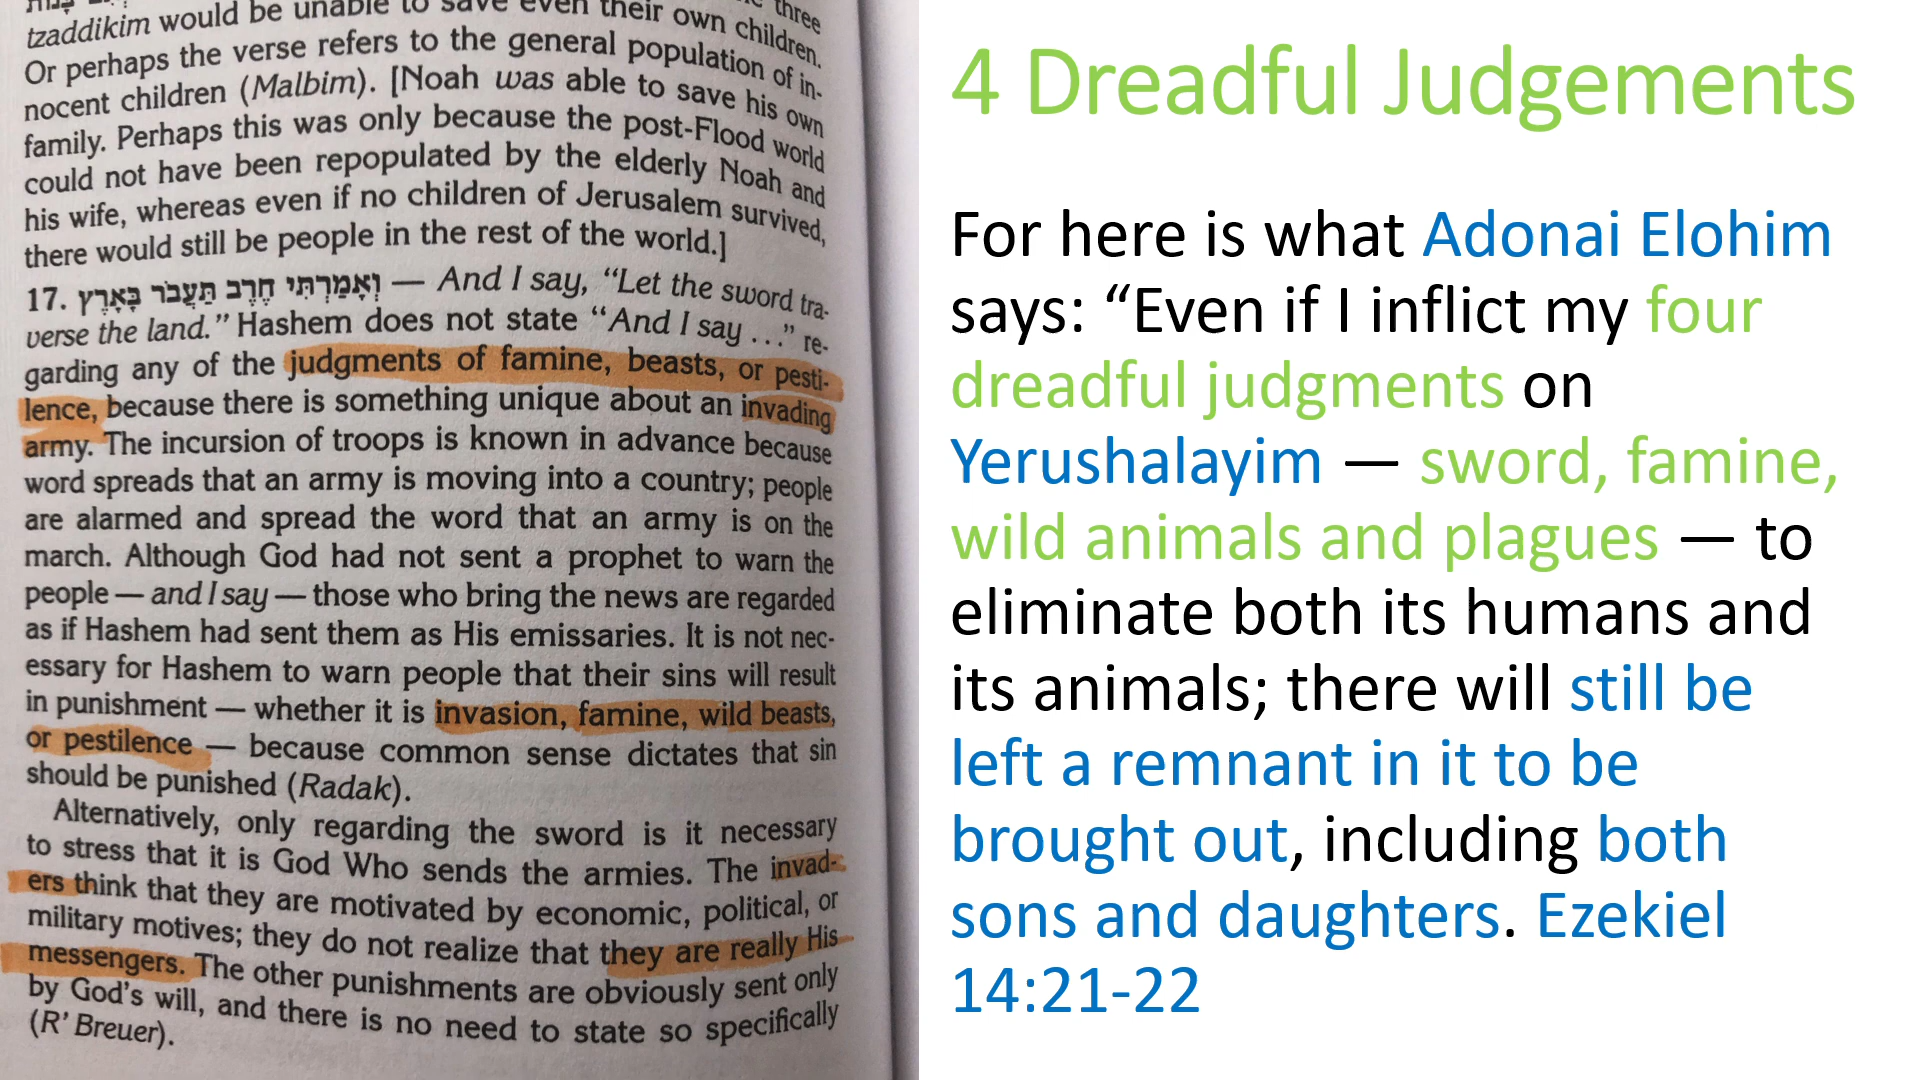 three
tzaddikim would be unable to save even their own children.
Or perhaps the verse refers to the general population of in-
nocent children (Malbim). [Noah was able to save his own
family. Perhaps this was only because the post-Flood world
could not have been repopulated by the elderly Noah and
his wife, whereas even if no children of Jerusalem survived,
there would still be people in the rest of the world.]
17. וְאָמַרְתִּי חֶרֶב תַּעֲבֹר בָּאָרֶץ — And I say, “Let the sword tra-
verse the land.” Hashem does not state “And I say . . .” re-
garding any of the judgments of famine, beasts, or pesti-
lence, because there is something unique about an invading
army. The incursion of troops is known in advance because
word spreads that an army is moving into a country; people
are alarmed and spread the word that an army is on the
march. Although God had not sent a prophet to warn the
people — and I say — those who bring the news are regarded
as if Hashem had sent them as His emissaries. It is not nec-
essary for Hashem to warn people that their sins will result
in punishment — whether it is invasion, famine, wild beasts,
or pestilence — because common sense dictates that sin
should be punished (Radak).
Alternatively, only regarding the sword is it necessary
to stress that it is God Who sends the armies. The invad-
ers think that they are motivated by economic, political, or
military motives; they do not realize that they are really His
messengers. The other punishments are obviously sent only
by God’s will, and there is no need to state so specifically
(R’ Breuer).
4 Dreadful Judgements
For here is what Adonai Elohim
says: “Even if I inflict my four
dreadful judgments on
Yerushalayim — sword, famine,
wild animals and plagues — to
eliminate both its humans and
its animals; there will still be
left a remnant in it to be
brought out, including both
sons and daughters. Ezekiel
14:21-22